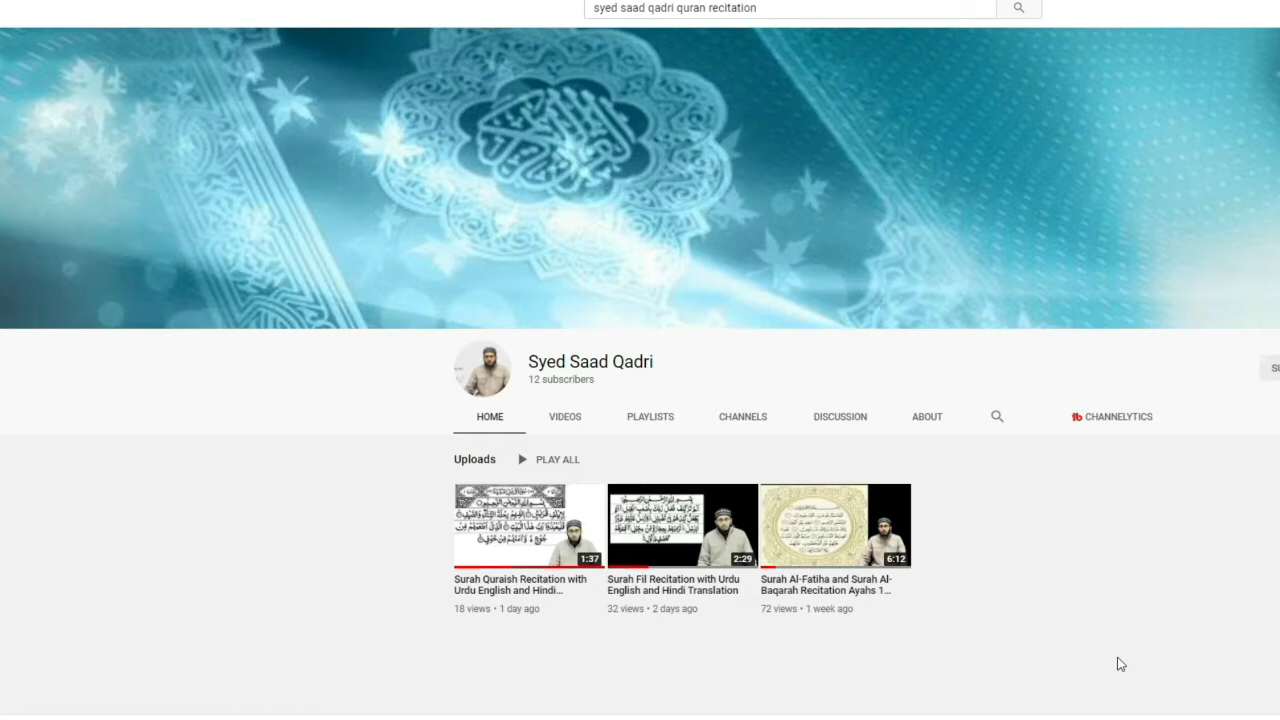 syed saad qadri quran recitation
Syed Saad Qadri
12 subscribers
SU
HOME
VIDEOS
PLAYLISTS
CHANNELS
DISCUSSION
ABOUT
CHANNELYTICS
Uploads
PLAY ALL
1:37
2:29
6:12
Surah Quraish Recitation with
Urdu English and Hindi...
18 views • 1 day ago
Surah Fil Recitation with Urdu
English and Hindi Translation
32 views • 2 days ago
Surah Al-Fatiha and Surah Al-
Baqarah Recitation Ayahs 1...
72 views • 1 week ago